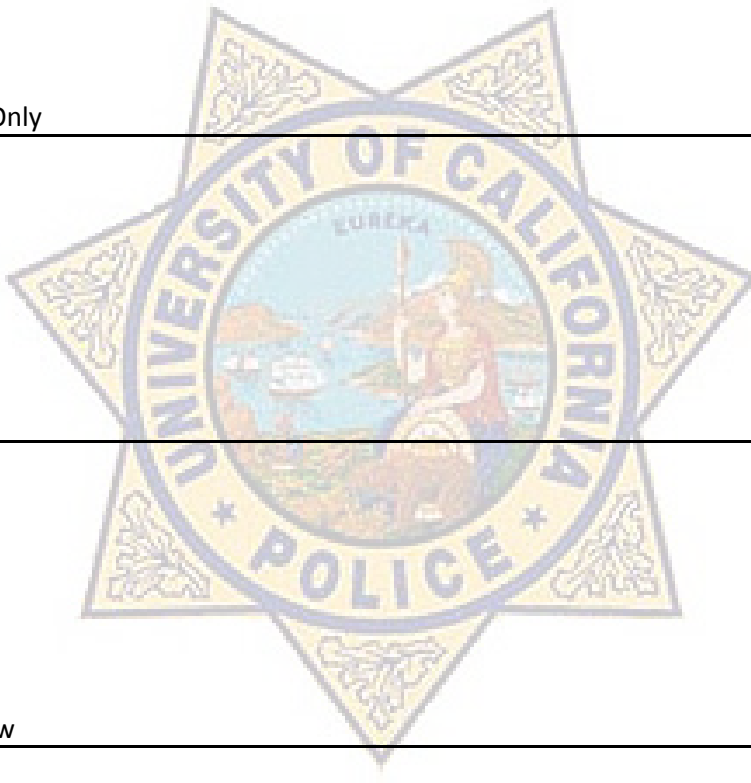 Only
UNIVERSITY OF CALIFORNIA
EUREKA
★ POLICE ★
w